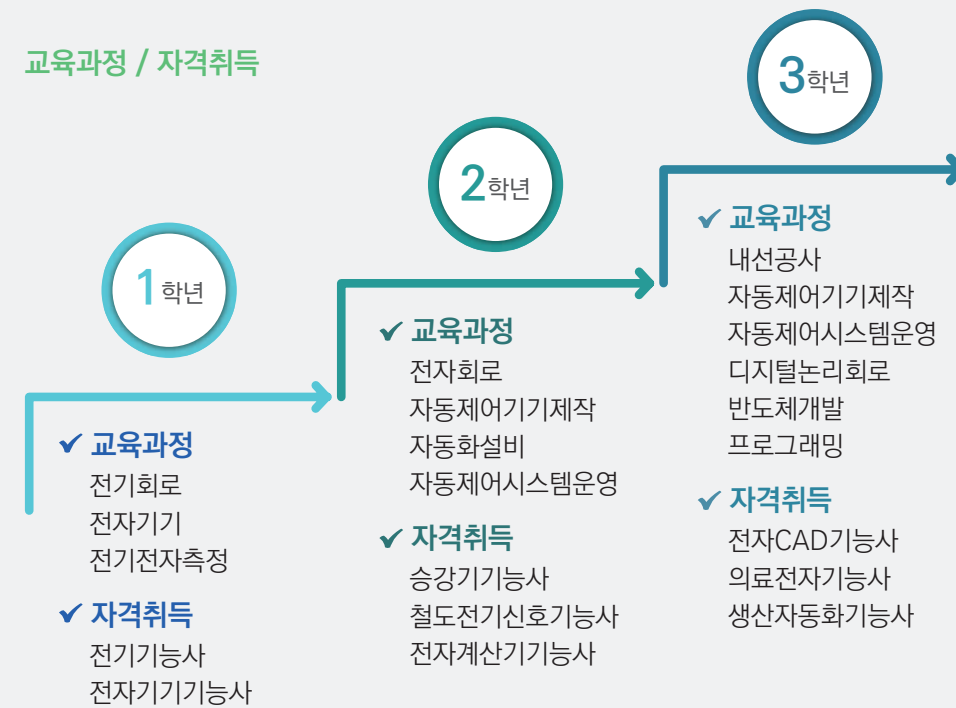 교육과정 / 자격취득
1학년
교육과정
전기회로
전자기기
전기전자측정
자격취득
전기기능사
전자기기기능사
2학년
교육과정
전자회로
자동제어기기제작
자동화설비
자동제어시스템운영
자격취득
승강기기능사
철도전기신호기능사
전자계산기기능사
3학년
교육과정
내선공사
자동제어기기제작
자동제어시스템운영
디지털논리회로
반도체개발
프로그래밍
자격취득
전자CAD기능사
의료전자기능사
생산자동화기능사